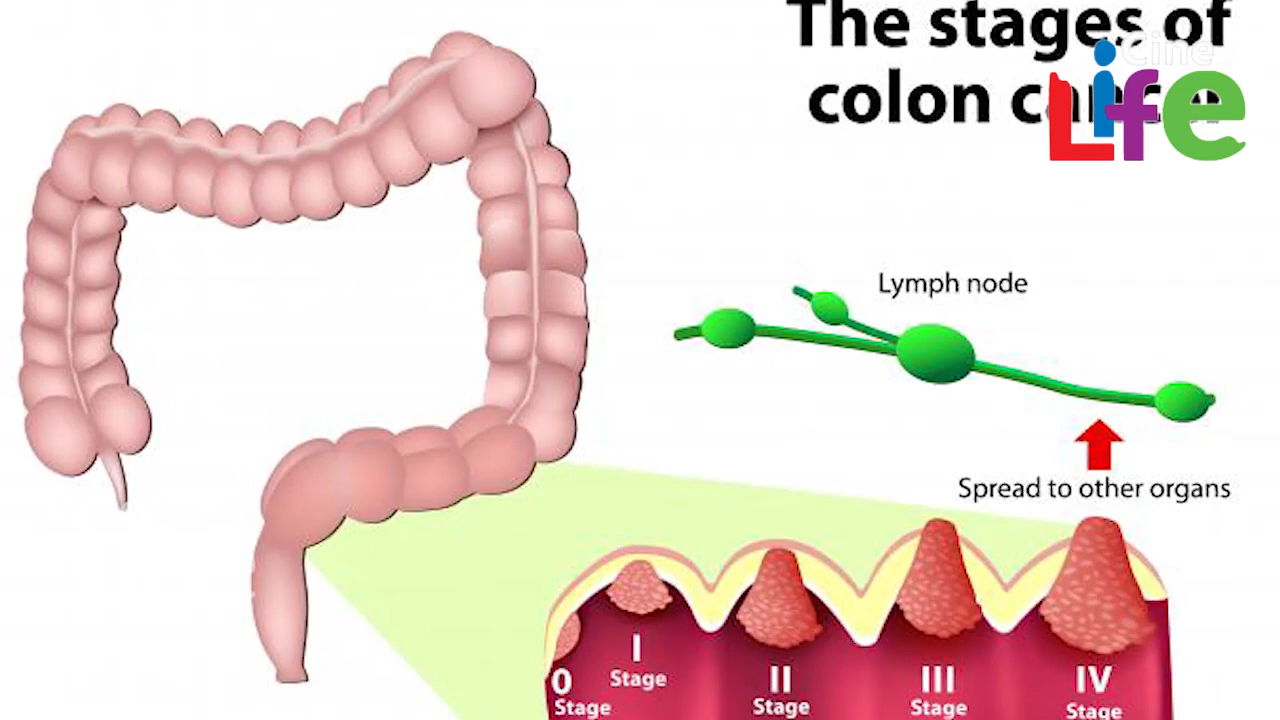 The stages of
colon cancer
Cine
Life
Lymph node
Spread to other organs
0
Stage
I
Stage
II
Stage
III
Stage
IV
Stage